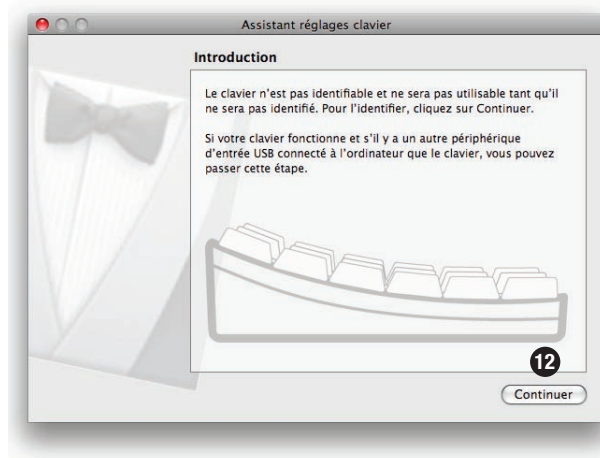 Assistant réglages clavier
Introduction
Le clavier n'est pas identifiable et ne sera pas utilisable tant qu'il
ne sera pas identifié. Pour l'identifier, cliquez sur Continuer.
Si votre clavier fonctionne et s'il y a un autre périphérique
d'entrée USB connecté à l'ordinateur que le clavier, vous pouvez
passer cette étape.
12
Continuer